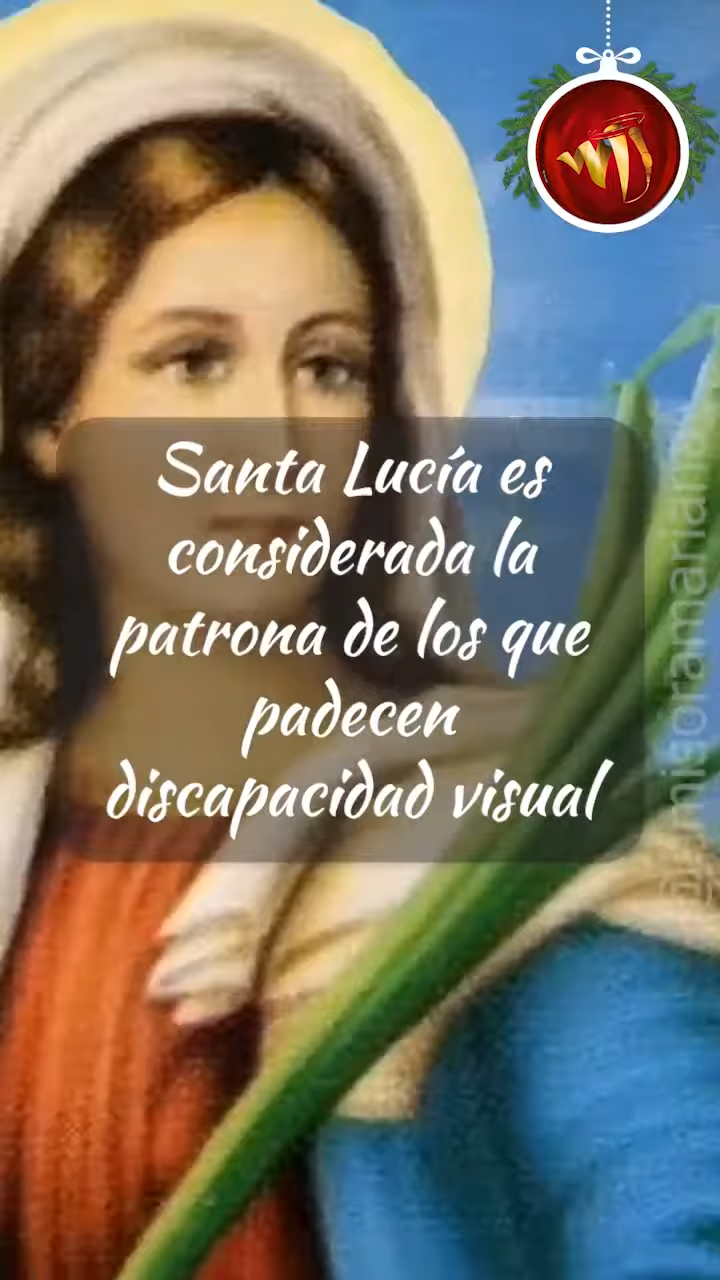 Santa Lucía es
considerada la
patrona de los que
padecen
discapacidad visual